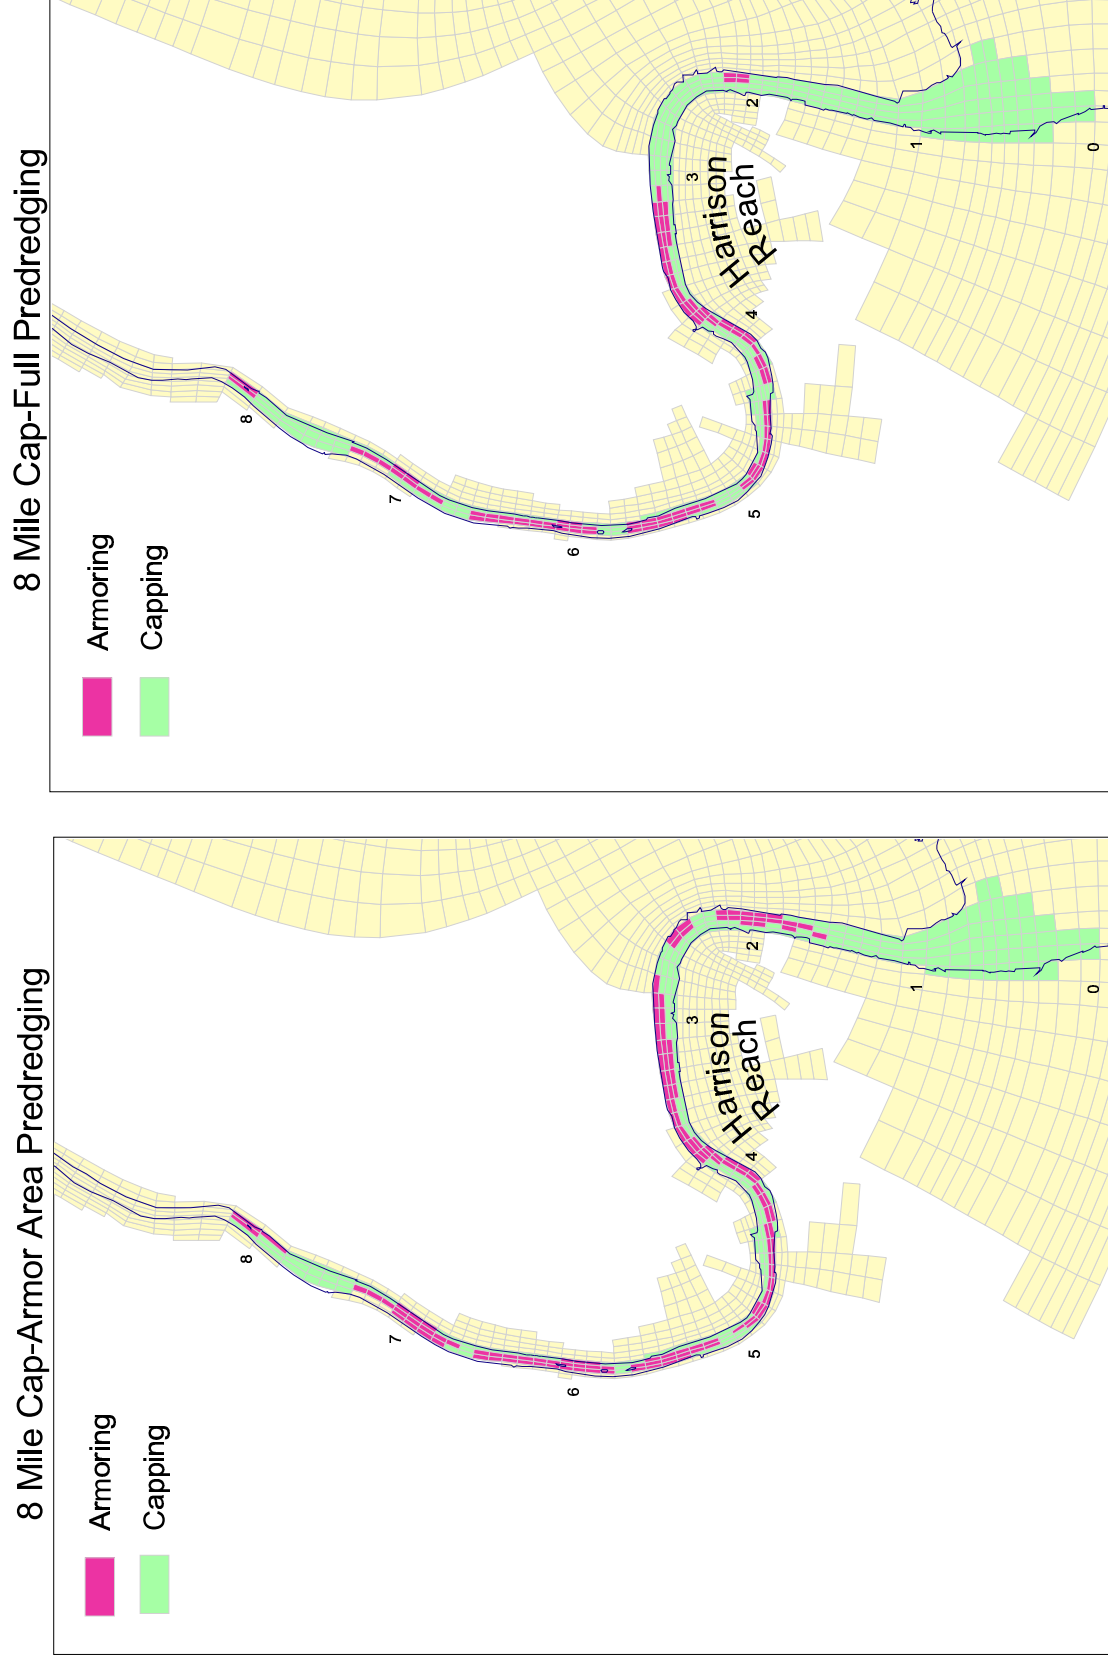 8 Mile Cap-Armor Area Predredging
Armoring
Capping
8
7
6
5
4
3
2
1
0
Harrison
Reach
8 Mile Cap-Full Predredging
Armoring
Capping
8
7
6
5
4
3
2
1
0
Harrison
Reach